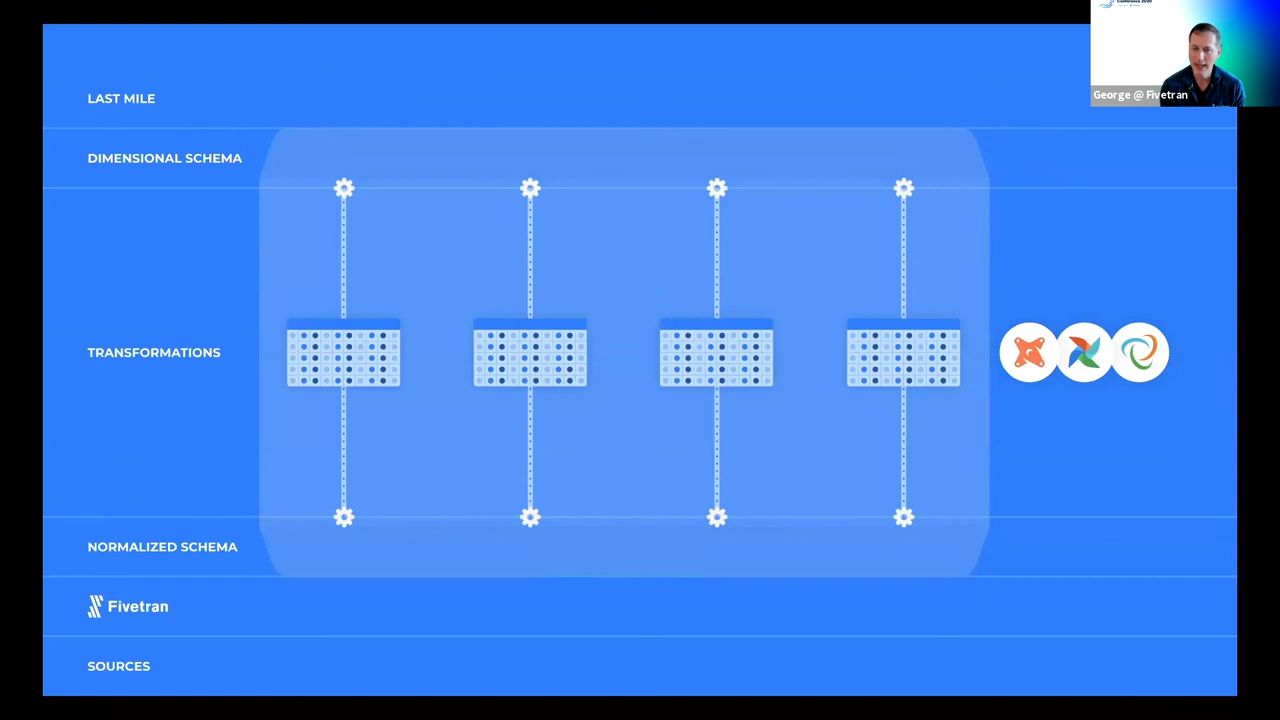 LAST MILE
DIMENSIONAL SCHEMA
TRANSFORMATIONS
NORMALIZED SCHEMA
Fivetran
SOURCES
George @ Fivetran